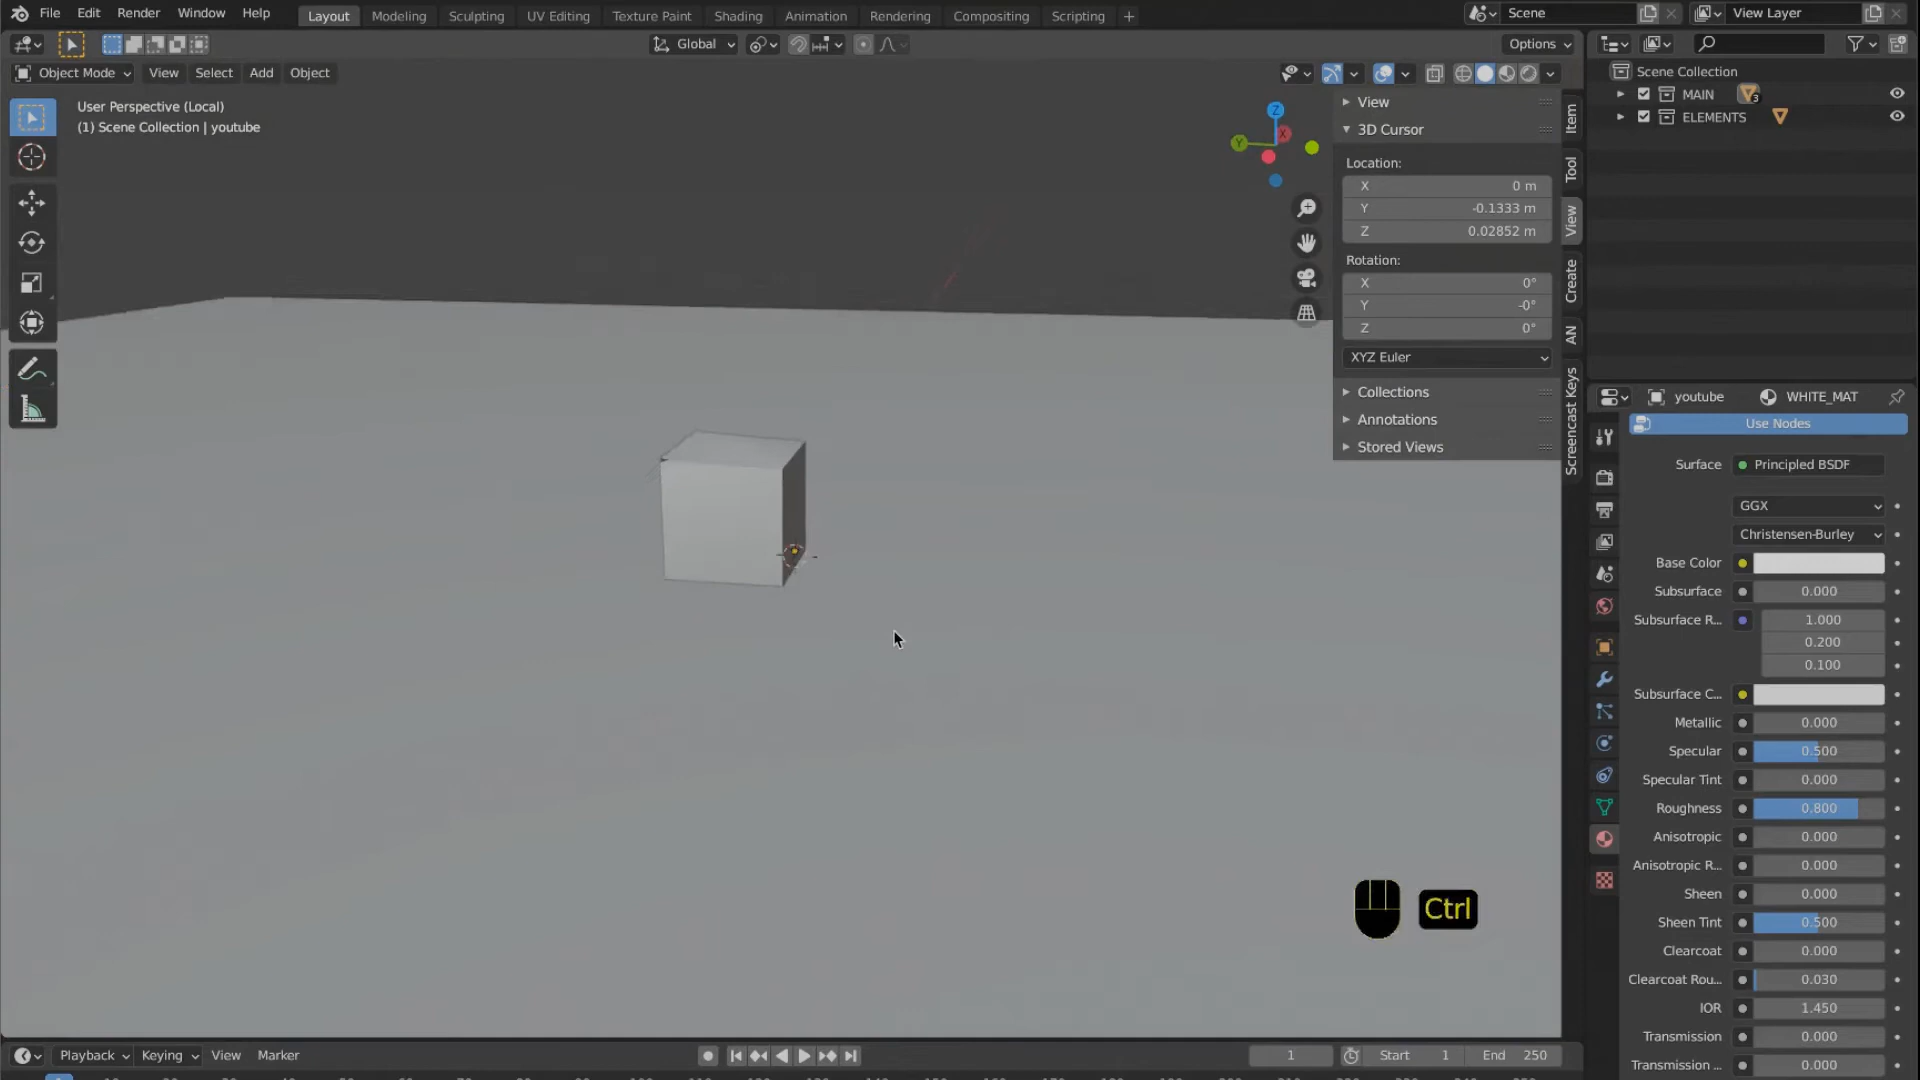 File Edit Render Window Help Layout Modeling Sculpting UV Editing Texture Paint Shading Animation Rendering Compositing Scripting + Scene View Layer
Global Options
Object Mode View Select Add Object
User Perspective (Local)
(1) Scene Collection | youtube
Z
X
Y
View
3D Cursor
Location:
X 0 m
Y -0.1333 m
Z 0.02852 m
Rotation:
X 0°
Y -0°
Z 0°
XYZ Euler
Collections
Annotations
Stored Views
Item
Tool
View
Create
AN
Screencast Keys
Scene Collection
MAIN 3
ELEMENTS
youtube WHITE_MAT
Use Nodes
Surface Principled BSDF
GGX
Christensen-Burley
Base Color
Subsurface 0.000
Subsurface R... 1.000
0.200
0.100
Subsurface C...
Metallic 0.000
Specular 0.500
Specular Tint 0.000
Roughness 0.800
Anisotropic 0.000
Anisotropic R... 0.000
Sheen 0.000
Sheen Tint 0.500
Clearcoat 0.000
Clearcoat Rou... 0.030
IOR 1.450
Transmission 0.000
Transmission ... 0.000
Ctrl
Playback Keying View Marker 1 Start 1 End 250